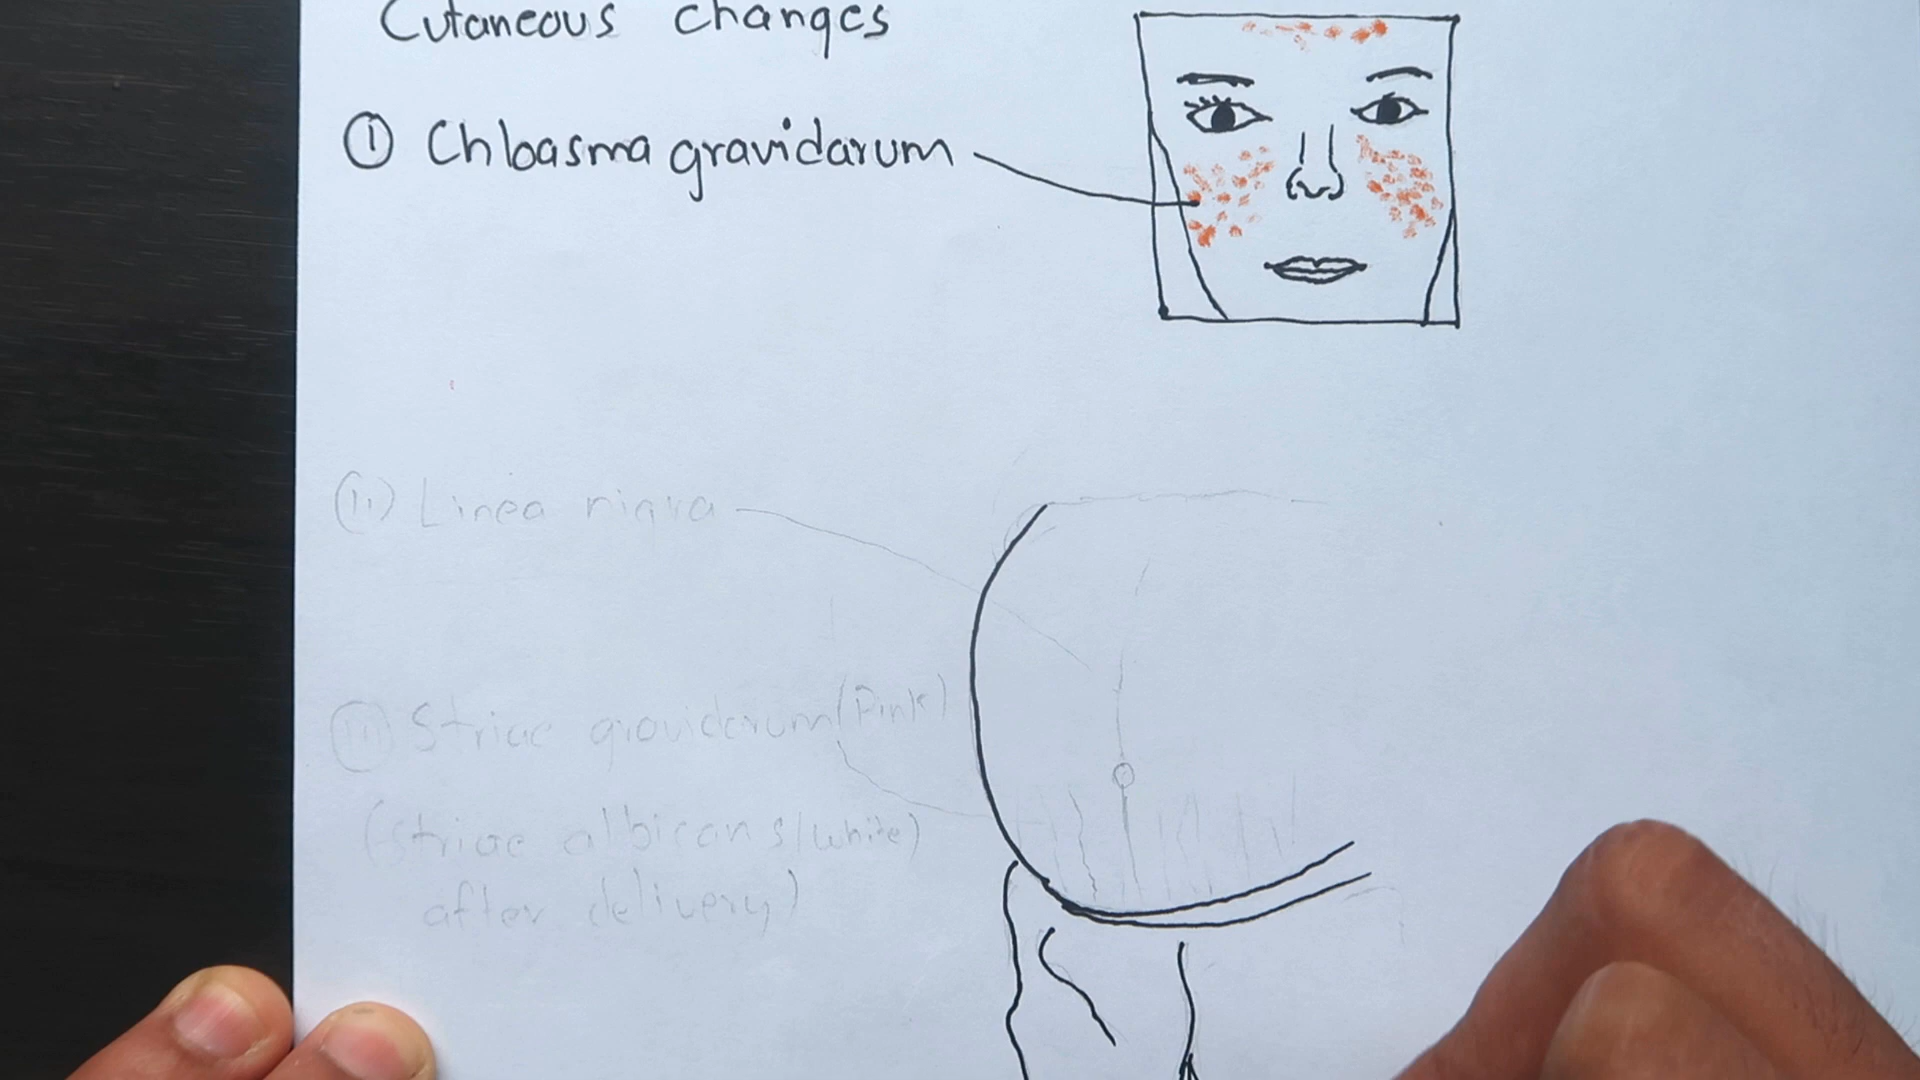 Cutaneous changes
① Chloasma gravidarum
(ii) Linea nigra
(iii) Striae gravidarum (Pink)
(striae albicans/white)
after delivery)